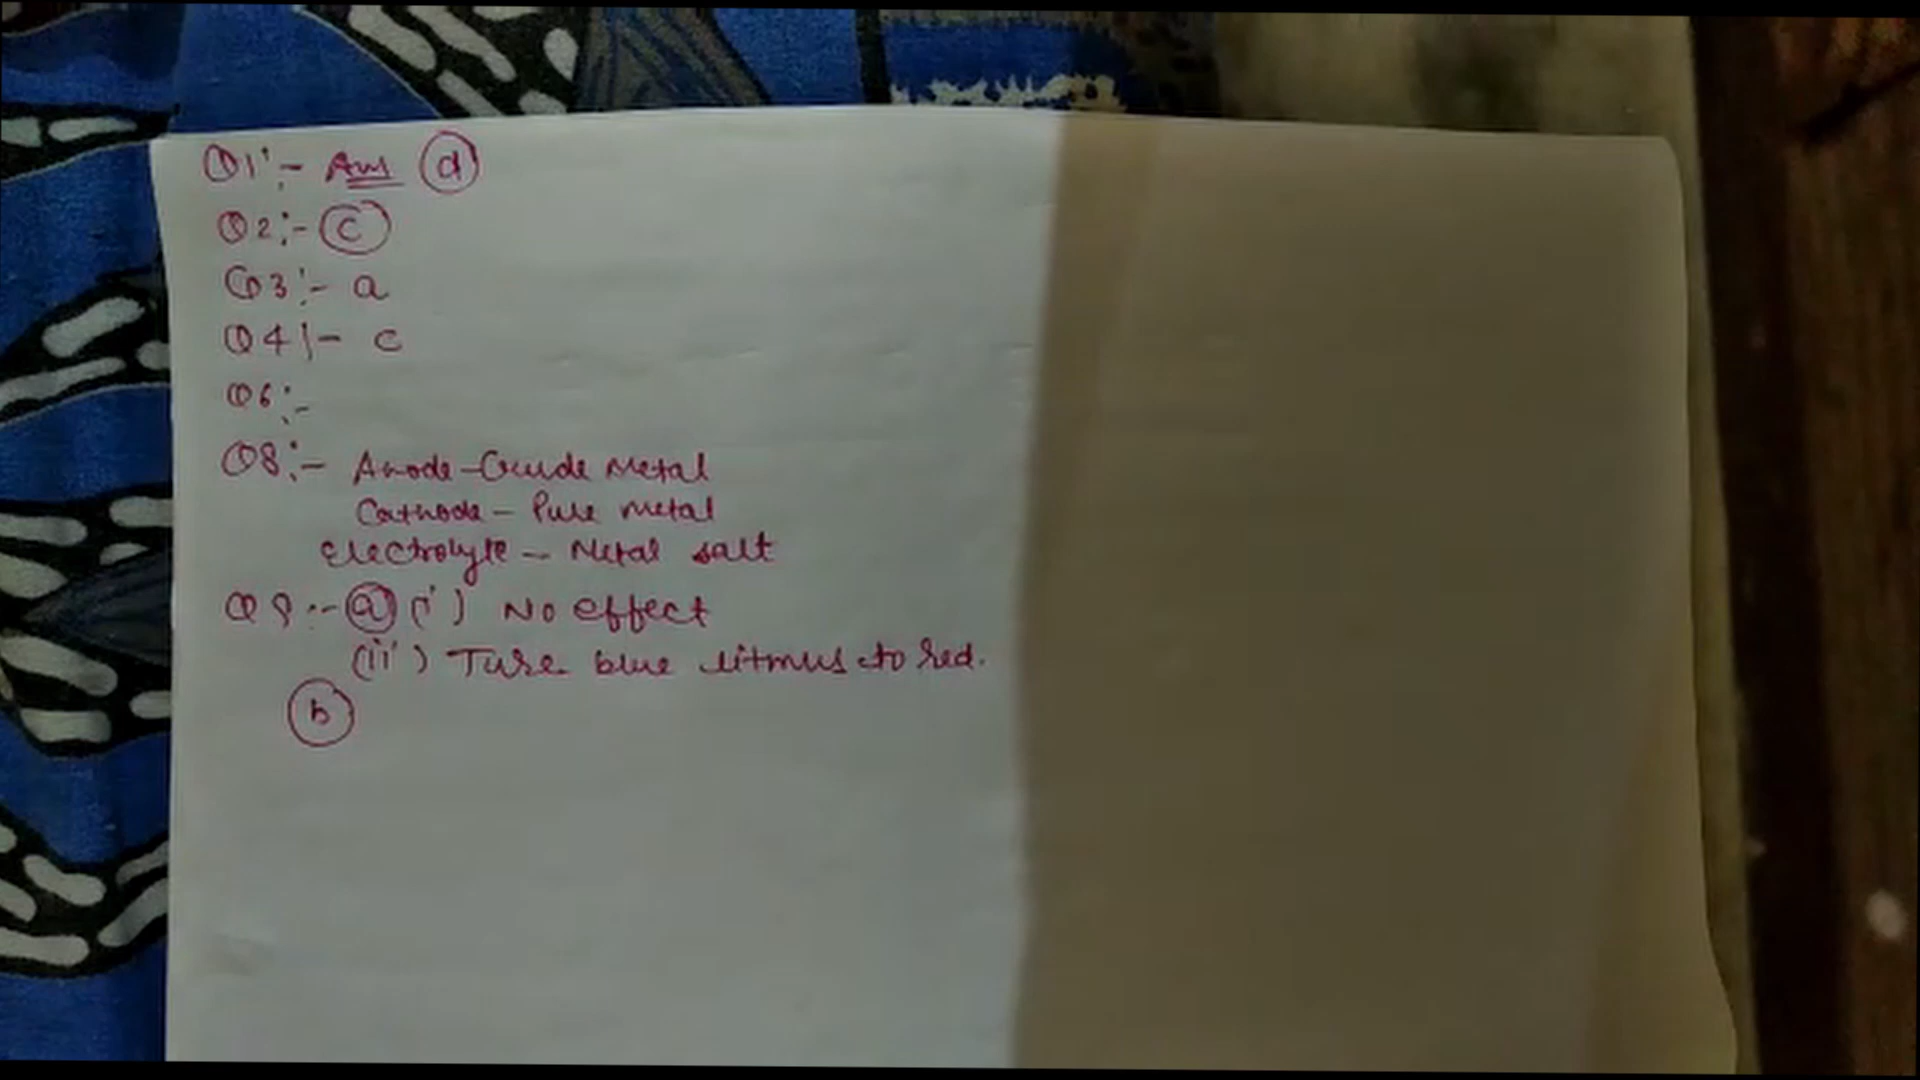 Q1:- Ans (d)
Q2:- (c)
Q3:- a
Q4:- c
Q6:-
Q8:- Anode - Crude Metal
Cathode - Pure metal
Electrolyte - Metal salt
Q9:- (a) (i) No effect
(ii) Ture blue litmus to red.
(b)